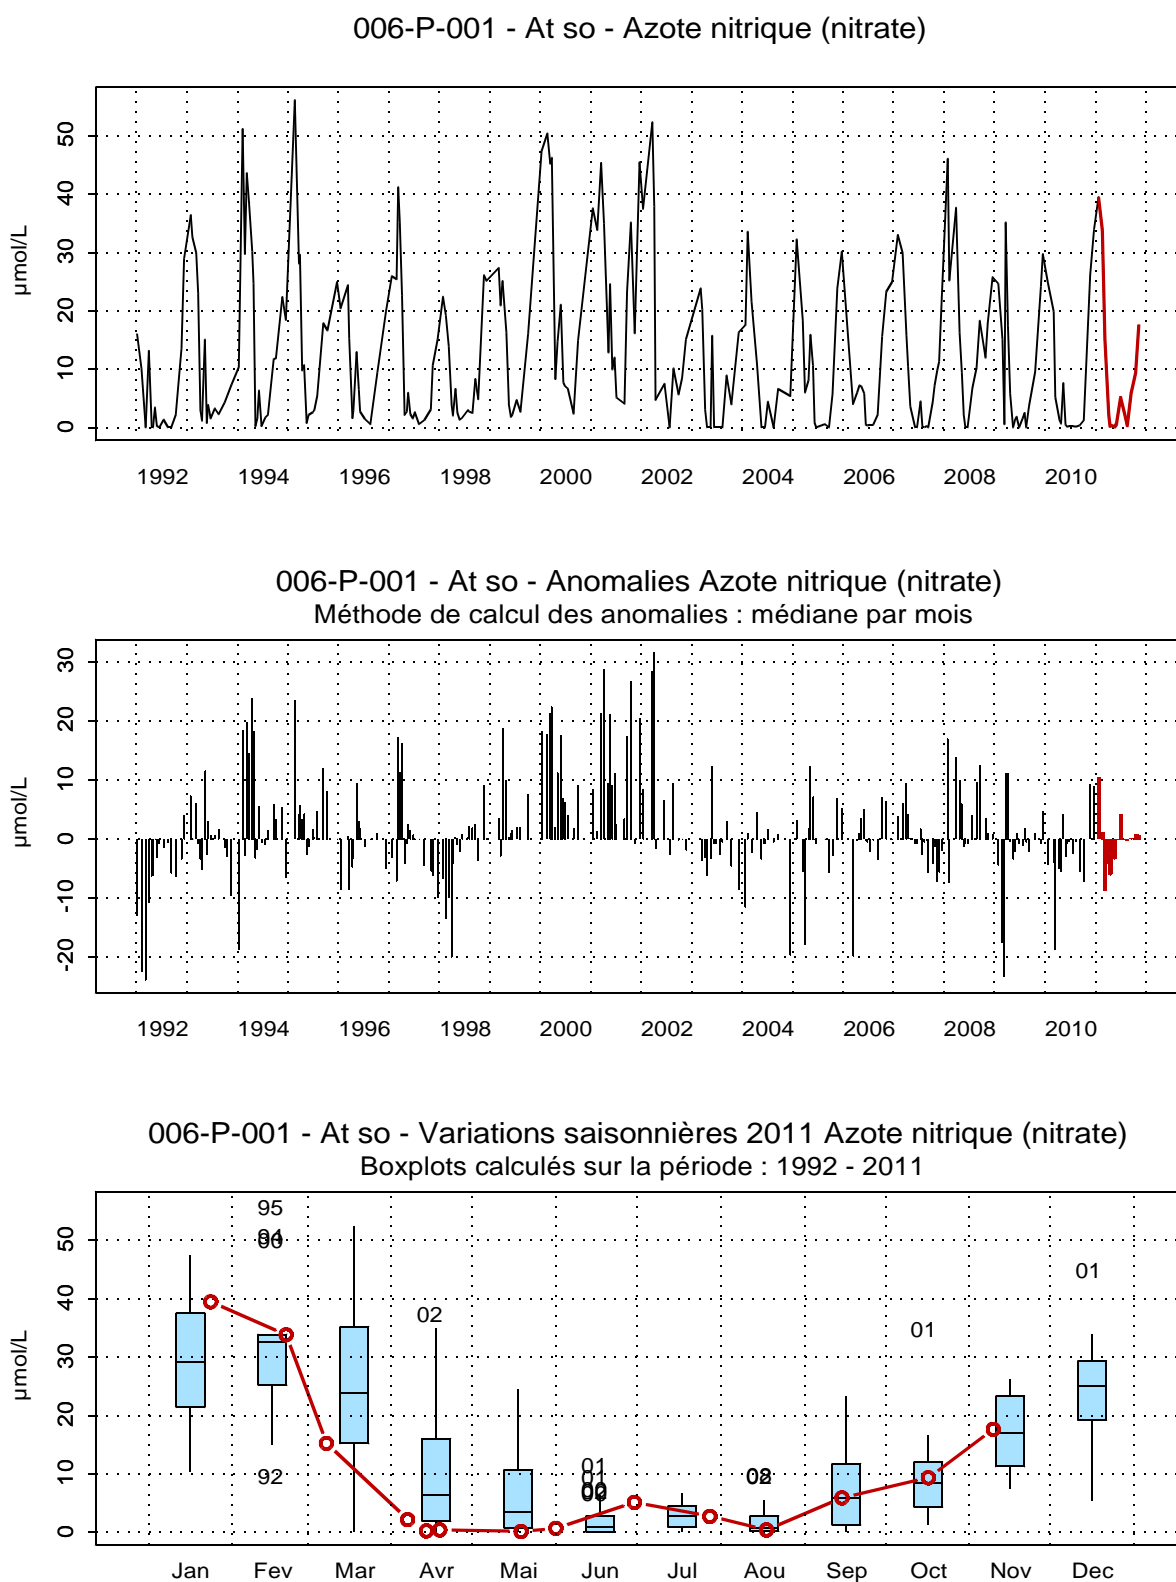 006-P-001 - At so - Azote nitrique (nitrate)
50
40
30
20
10
0
µmol/L
1992 1994 1996 1998 2000 2002 2004 2006 2008 2010
006-P-001 - At so - Anomalies Azote nitrique (nitrate)
Méthode de calcul des anomalies : médiane par mois
30
20
10
0
-10
-20
µmol/L
1992 1994 1996 1998 2000 2002 2004 2006 2008 2010
006-P-001 - At so - Variations saisonnières 2011 Azote nitrique (nitrate)
Boxplots calculés sur la période : 1992 - 2011
50
40
30
20
10
0
µmol/L
95
92
02
01
01
01
01
Jan Fev Mar Avr Mai Jun Jul Aou Sep Oct Nov Dec